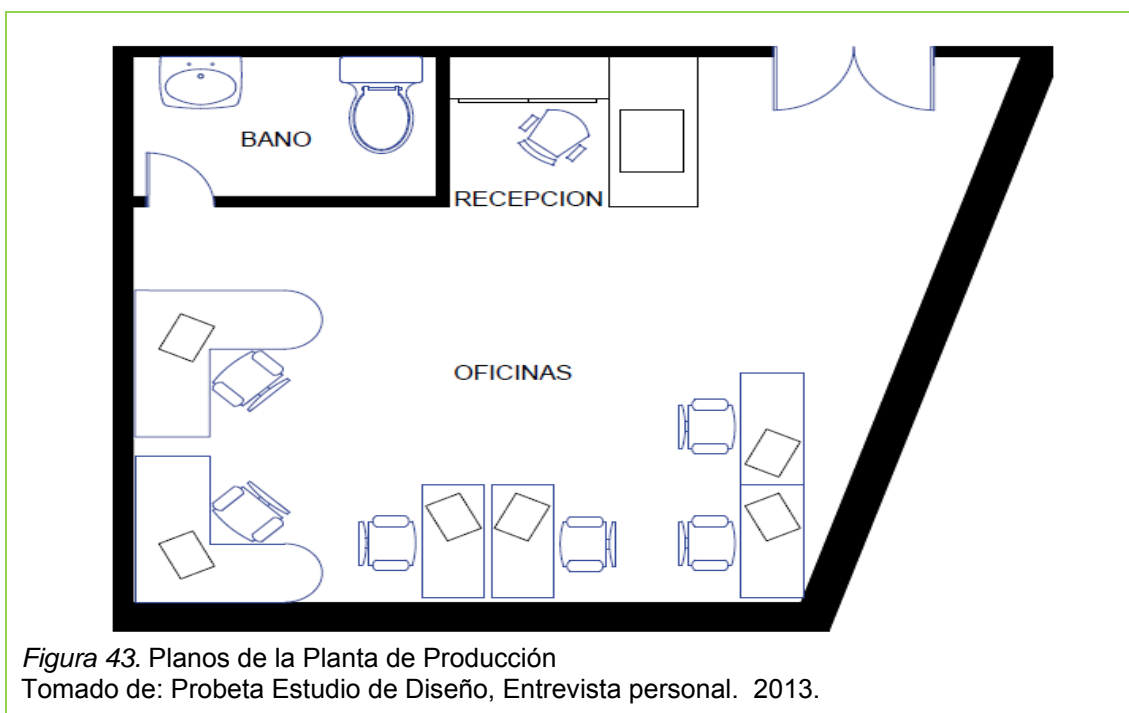 BANO
RECEPCION
OFICINAS
Figura 43. Planos de la Planta de Producción
Tomado de: Probeta Estudio de Diseño, Entrevista personal. 2013.